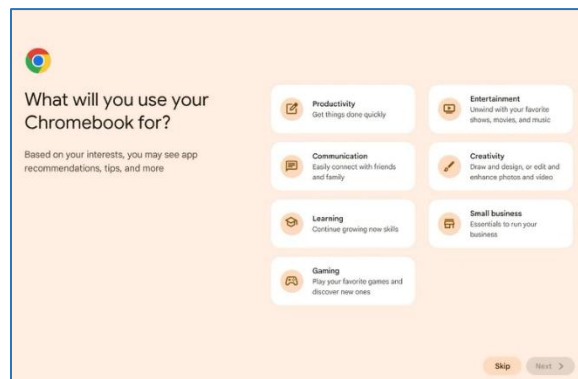 What will you use your
Chromebook for?
Based on your interests, you may see app
recommendations, tips, and more
Productivity
Get things done quickly
Entertainment
Unwind with your favorite
shows, movies, and music
Communication
Easily connect with friends
and family
Creativity
Draw and design, or edit and
enhance photos and video
Learning
Continue growing new skills
Small business
Essentials to run your
business
Gaming
Play your favorite games and
discover new ones
Skip
Next